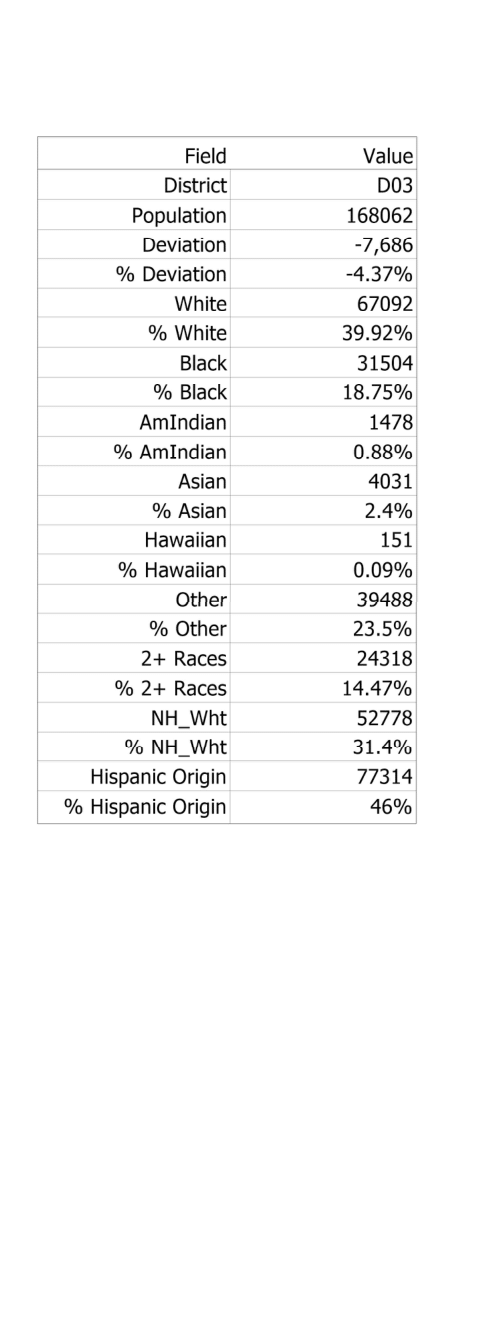 Field Value
District D03
Population 168062
Deviation -7,686
% Deviation -4.37%
White 67092
% White 39.92%
Black 31504
% Black 18.75%
AmIndian 1478
% AmIndian 0.88%
Asian 4031
% Asian 2.4%
Hawaiian 151
% Hawaiian 0.09%
Other 39488
% Other 23.5%
2+ Races 24318
% 2+ Races 14.47%
NH_Wht 52778
% NH_Wht 31.4%
Hispanic Origin 77314
% Hispanic Origin 46%